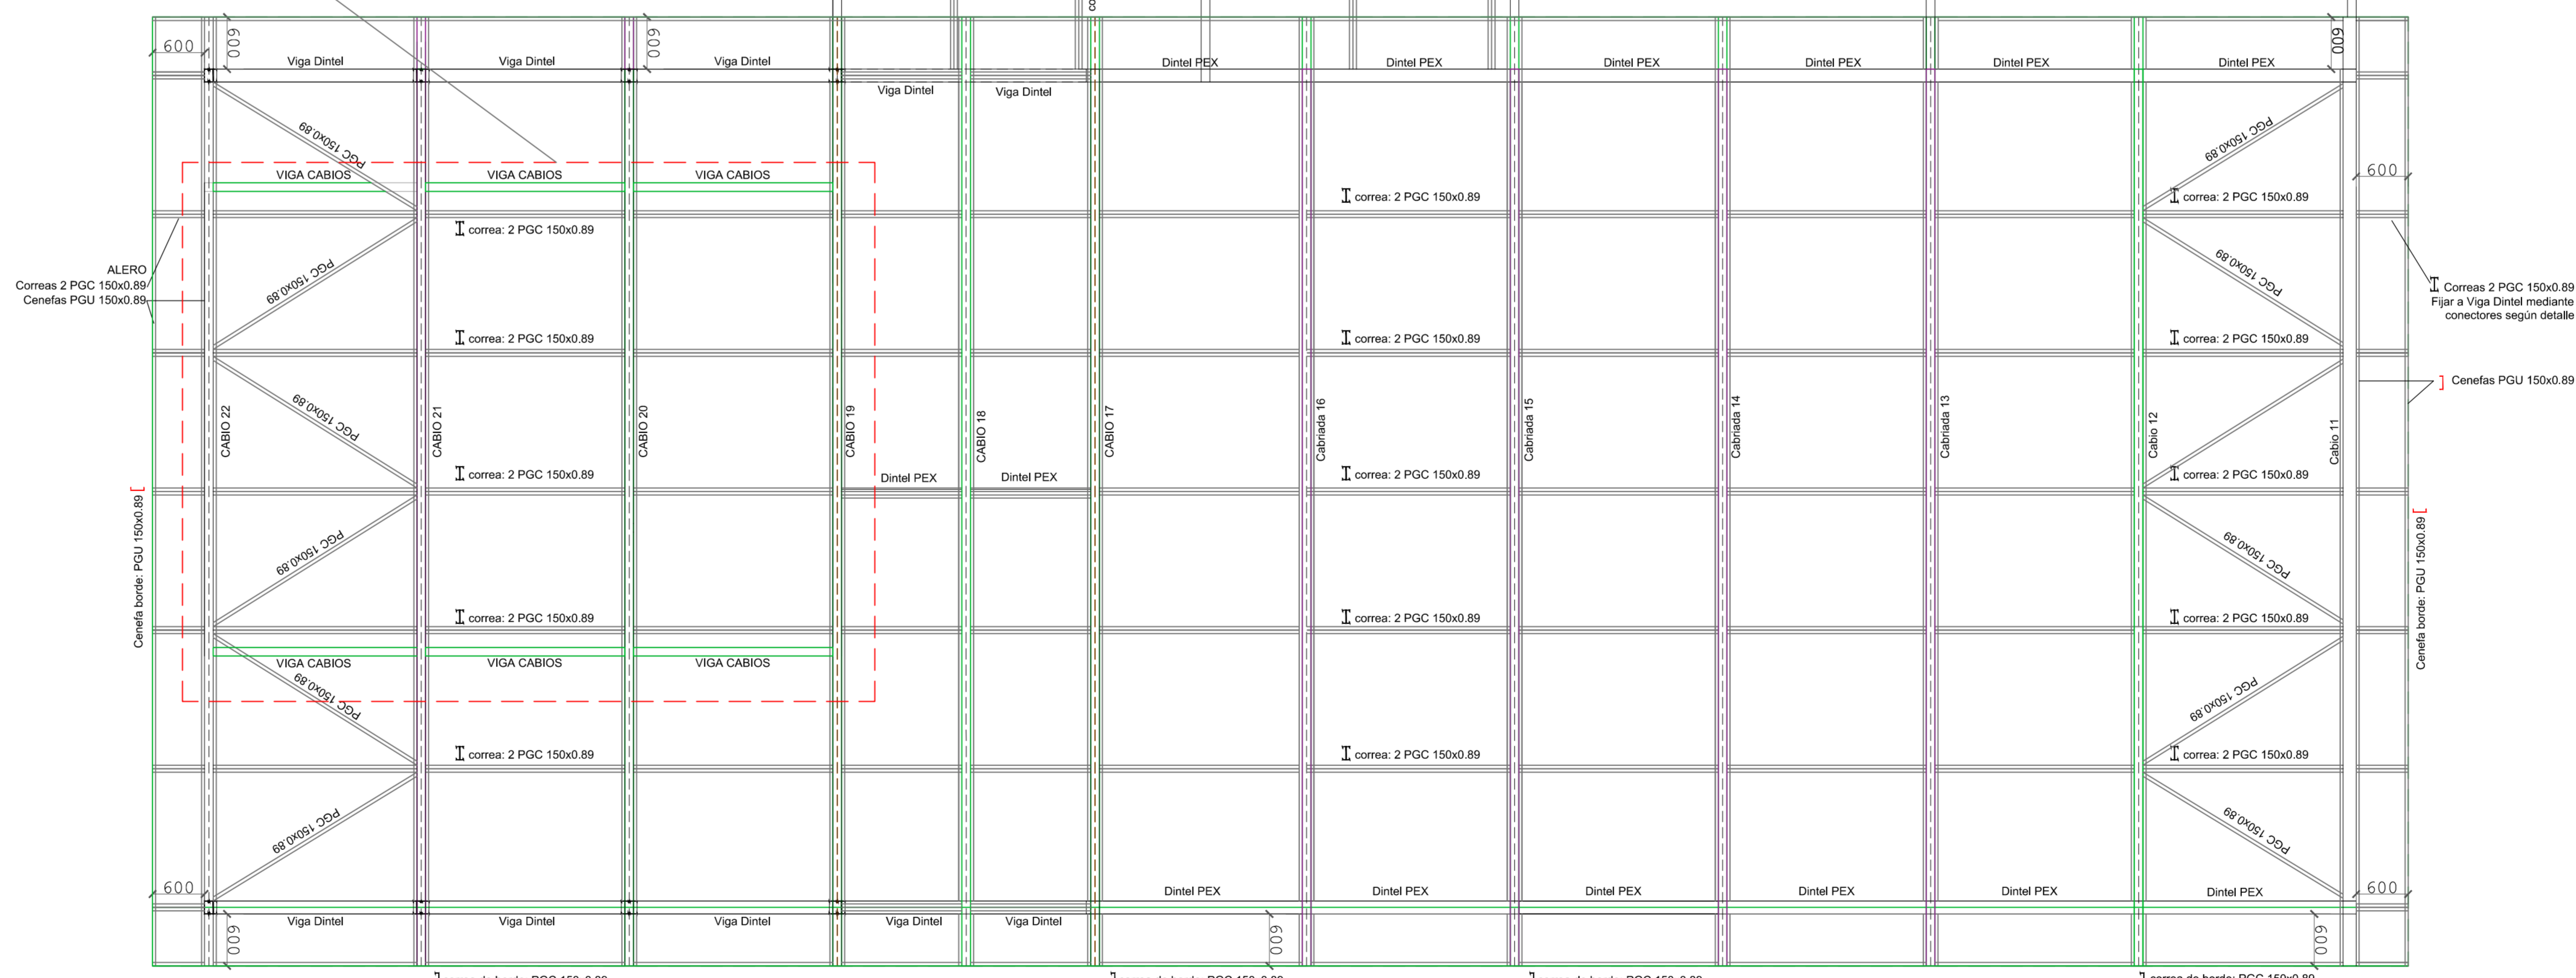 600
600
600
600
Viga Dintel
Viga Dintel
Viga Dintel
Viga Dintel
Viga Dintel
Dintel PEX
Dintel PEX
Dintel PEX
Dintel PEX
Dintel PEX
Dintel PEX
PGC 150x0.89
PGC 150x0.89
600
VIGA CABIOS
VIGA CABIOS
VIGA CABIOS
correa: 2 PGC 150x0.89
correa: 2 PGC 150x0.89
correa: 2 PGC 150x0.89
ALERO
Correas 2 PGC 150x0.89
Cenefas PGU 150x0.89
PGC 150x0.89
PGC 150x0.89
Correas 2 PGC 150x0.89
Fijar a Viga Dintel mediante
conectores según detalle
correa: 2 PGC 150x0.89
correa: 2 PGC 150x0.89
correa: 2 PGC 150x0.89
Cenefas PGU 150x0.89
PGC 150x0.89
CABIO 22
CABIO 21
CABIO 20
CABIO 19
CABIO 18
CABIO 17
Cabriada 16
Cabriada 15
Cabriada 14
Cabriada 13
Cabio 12
Cabio 11
correa: 2 PGC 150x0.89
Dintel PEX
Dintel PEX
correa: 2 PGC 150x0.89
correa: 2 PGC 150x0.89
Cenefa borde: PGU 150x0.89
PGC 150x0.89
PGC 150x0.89
Cenefa borde: PGU 150x0.89
correa: 2 PGC 150x0.89
correa: 2 PGC 150x0.89
correa: 2 PGC 150x0.89
VIGA CABIOS
VIGA CABIOS
VIGA CABIOS
PGC 150x0.89
PGC 150x0.89
correa: 2 PGC 150x0.89
correa: 2 PGC 150x0.89
correa: 2 PGC 150x0.89
PGC 150x0.89
PGC 150x0.89
600
Dintel PEX
Dintel PEX
Dintel PEX
Dintel PEX
Dintel PEX
Dintel PEX
600
Viga Dintel
Viga Dintel
Viga Dintel
Viga Dintel
Viga Dintel
600
600
600